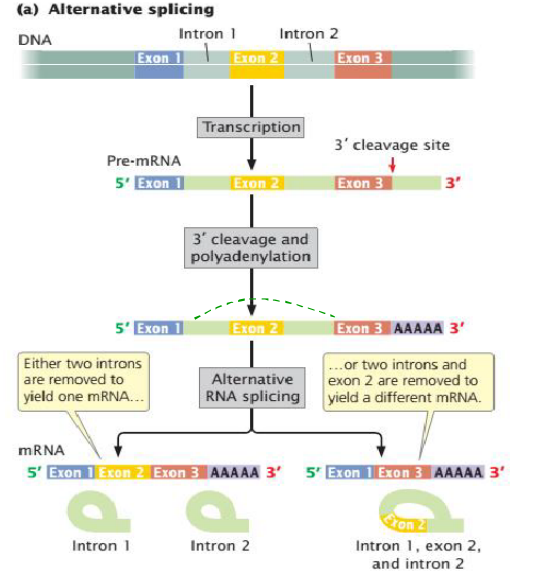 (a) Alternative splicing
DNA
Intron 1 Intron 2
Exon 1 Exon 2 Exon 3
Transcription
3′ cleavage site
Pre-mRNA
5′ Exon 1 Exon 2 Exon 3 3′
3′ cleavage and
polyadenylation
5′ Exon 1 Exon 2 Exon 3 AAAAA 3′
Either two introns
are removed to
yield one mRNA...
Alternative
RNA splicing
...or two introns and
exon 2 are removed to
yield a different mRNA.
mRNA
5′ Exon 1 Exon 2 Exon 3 AAAAA 3′
5′ Exon 1 Exon 3 AAAAA 3′
Exon 2
Intron 1
Intron 2
Intron 1, exon 2,
and intron 2